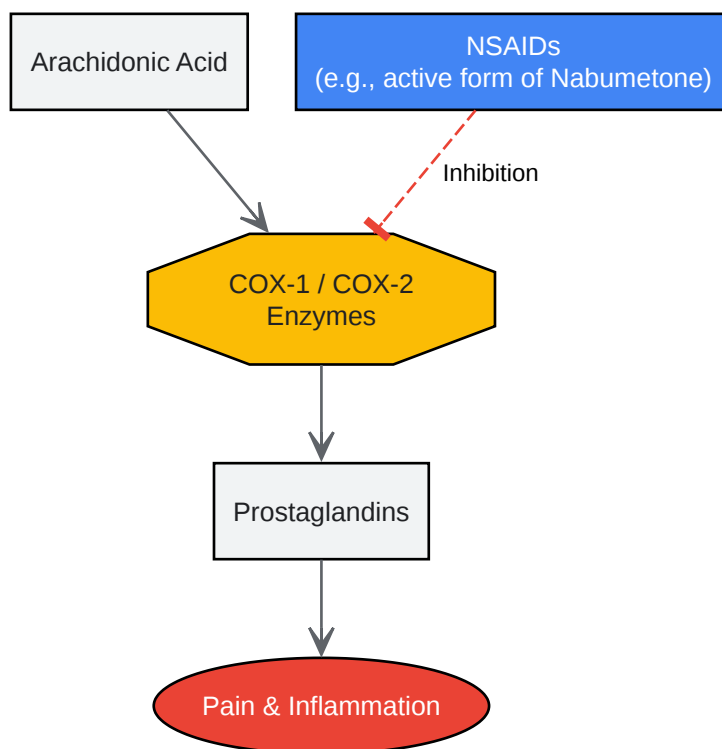 Arachidonic Acid
NSAIDs
(e.g., active form of Nabumetone)
Inhibition
COX-1 / COX-2
Enzymes
Prostaglandins
Pain & Inflammation